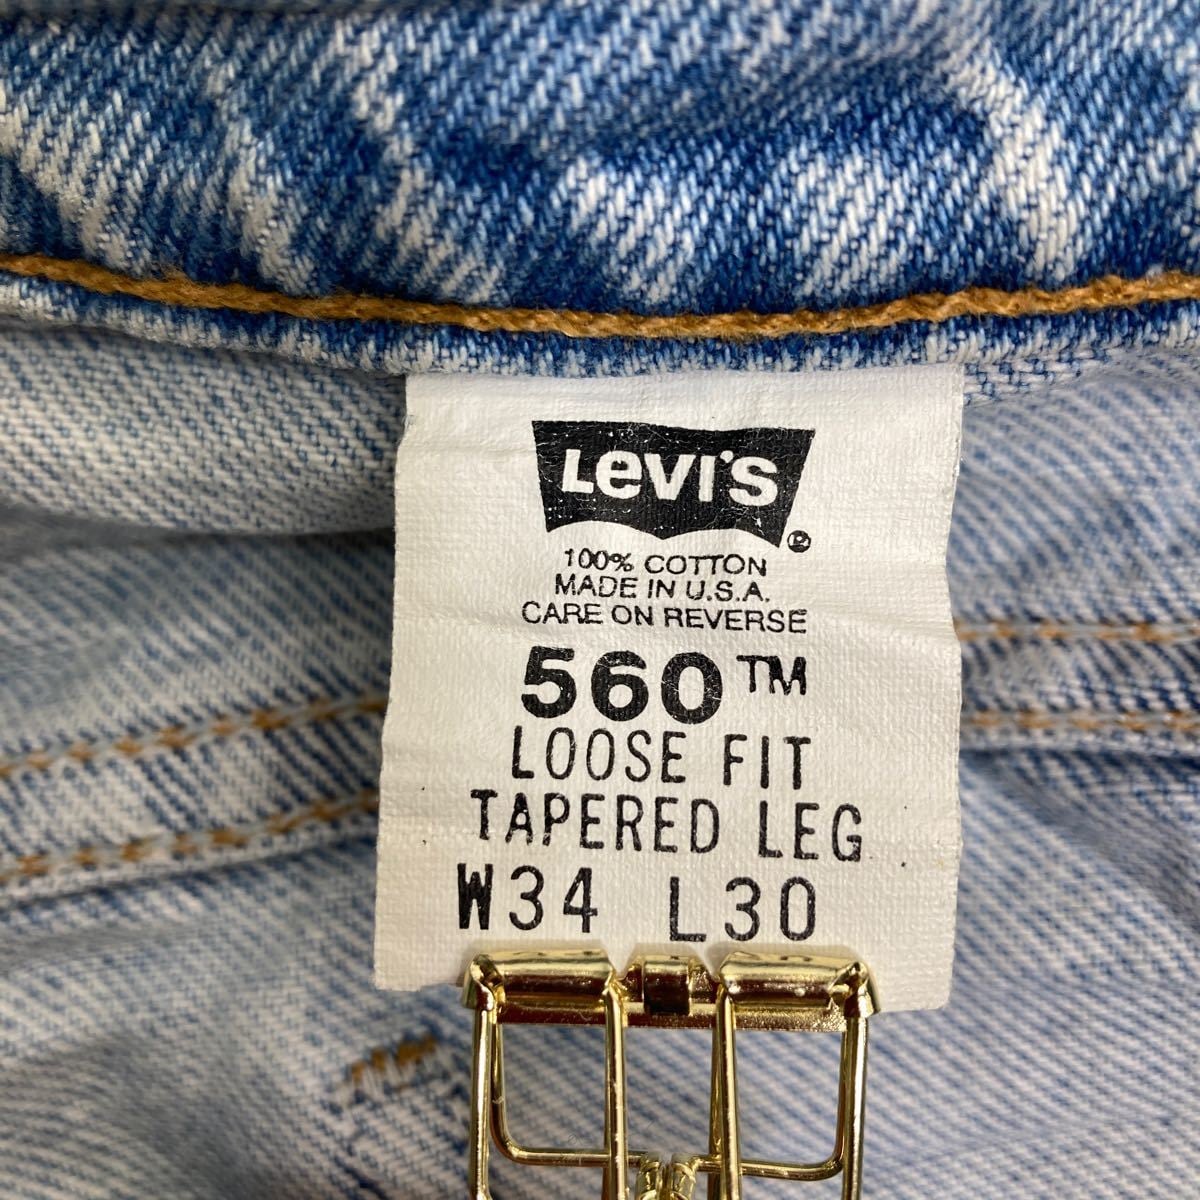 LEVI'S ®
100% COTTON
MADE IN U.S.A.
CARE ON REVERSE
560™
LOOSE FIT
TAPERED LEG
W34 L30